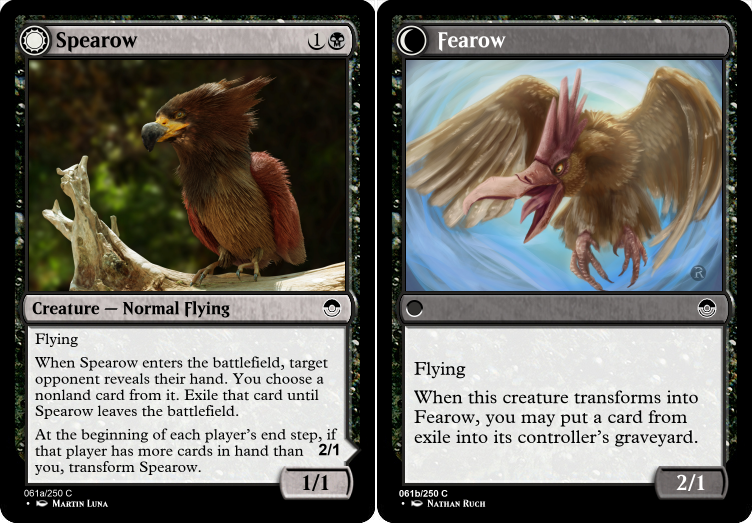 Spearow 1
Creature — Normal Flying
Flying
When Spearow enters the battlefield, target
opponent reveals their hand. You choose a
nonland card from it. Exile that card until
Spearow leaves the battlefield.
At the beginning of each player's end step, if
that player has more cards in hand than
you, transform Spearow.
2/1
1/1
061a/250 C
• Martin Luna
Fearow
Flying
When this creature transforms into
Fearow, you may put a card from
exile into its controller's graveyard.
2/1
061b/250 C
• Nathan Ruch